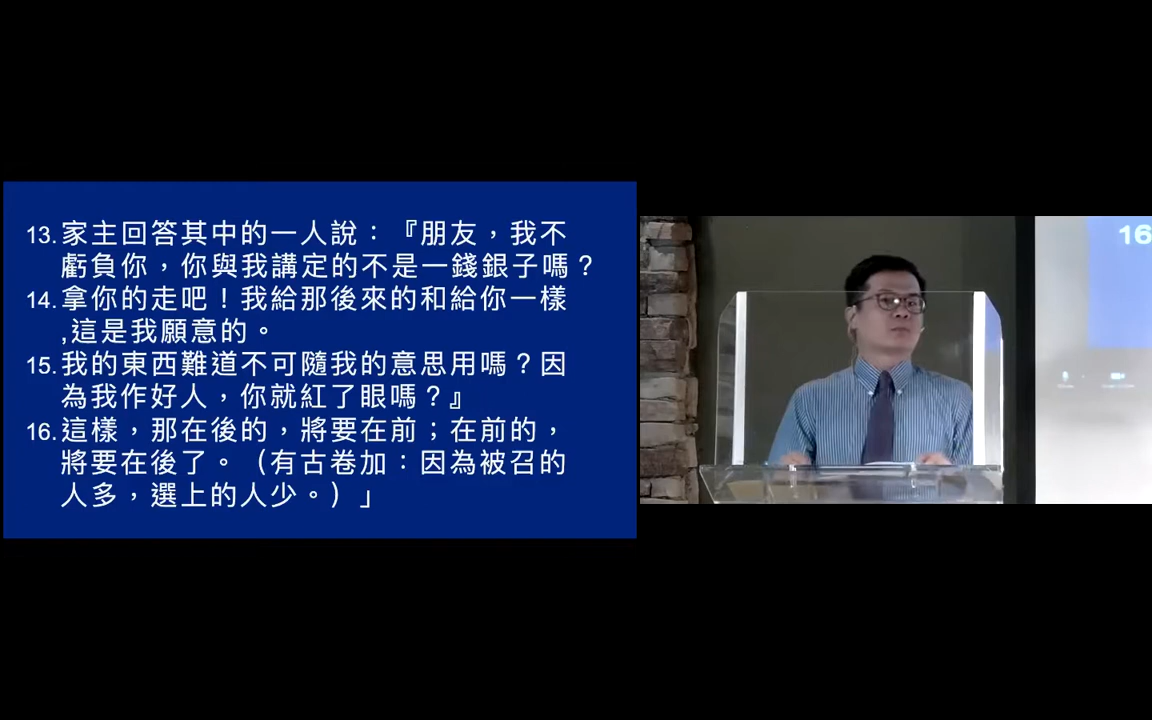 13. 家主回答其中的一人說：『朋友，我不
虧負你，你與我講定的不是一錢銀子嗎？
14. 拿你的走吧！我給那後來的和給你一樣
,這是我願意的。
15. 我的東西難道不可隨我的意思用嗎？因
為我作好人，你就紅了眼嗎？』
16. 這樣，那在後的，將要在前；在前的，
將要在後了。（有古卷加：因為被召的
人多，選上的人少。）」
16